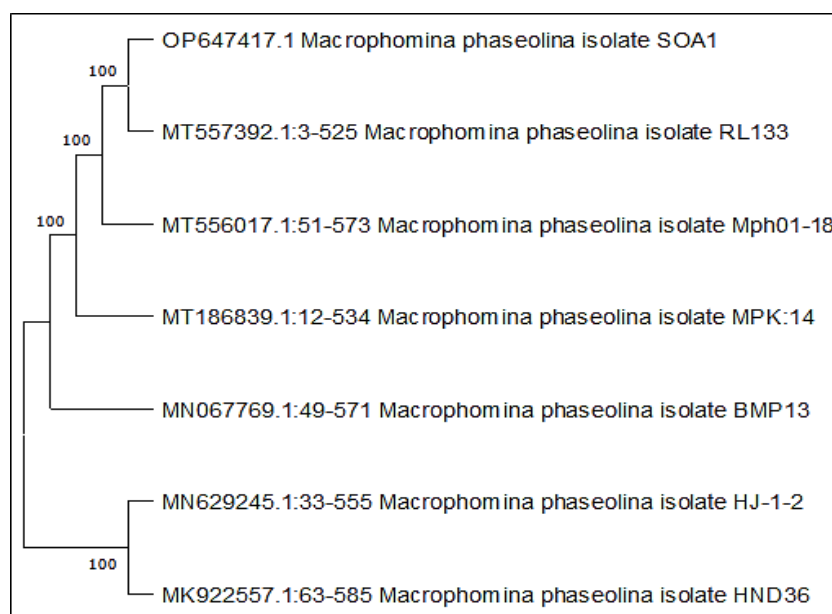 OP647417.1 Macrophomina phaseolina isolate SOA1
100
MT557392.1:3-525 Macrophomina phaseolina isolate RL133
100
MT556017.1:51-573 Macrophomina phaseolina isolate Mph01-18
100
MT186839.1:12-534 Macrophomina phaseolina isolate MPK:14
MN067769.1:49-571 Macrophomina phaseolina isolate BMP13
MN629245.1:33-555 Macrophomina phaseolina isolate HJ-1-2
100
MK922557.1:63-585 Macrophomina phaseolina isolate HND36